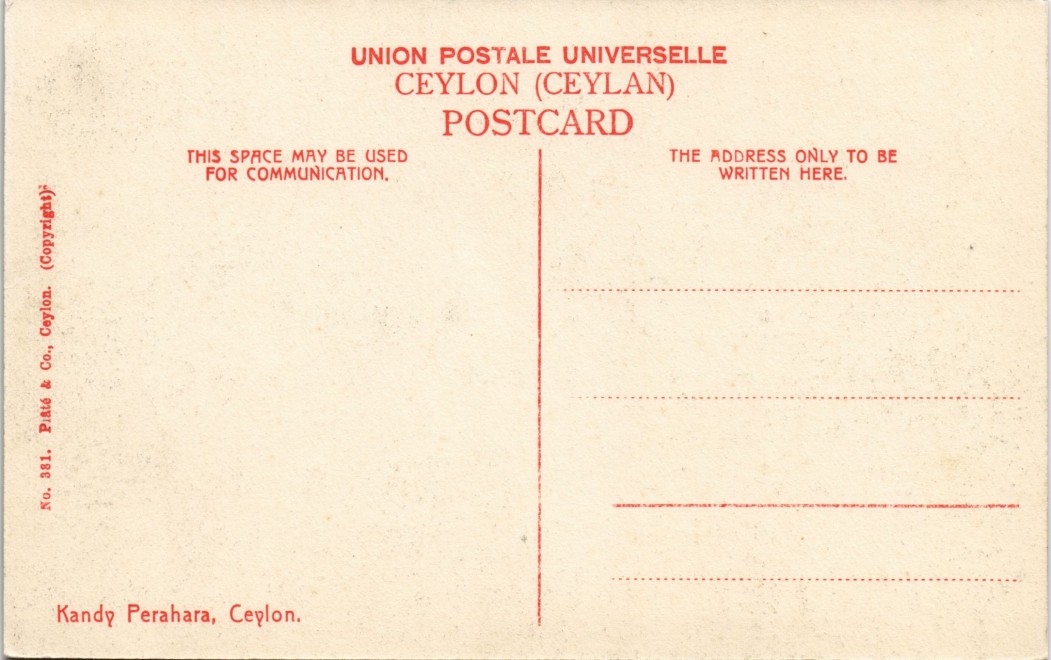 UNION POSTALE UNIVERSELLE
CEYLON (CEYLAN)
POSTCARD
THIS SPACE MAY BE USED
FOR COMMUNICATION.
THE ADDRESS ONLY TO BE
WRITTEN HERE.
No. 381. Plâté & Co., Ceylon. (Copyright)
Kandy Perahara, Ceylon.